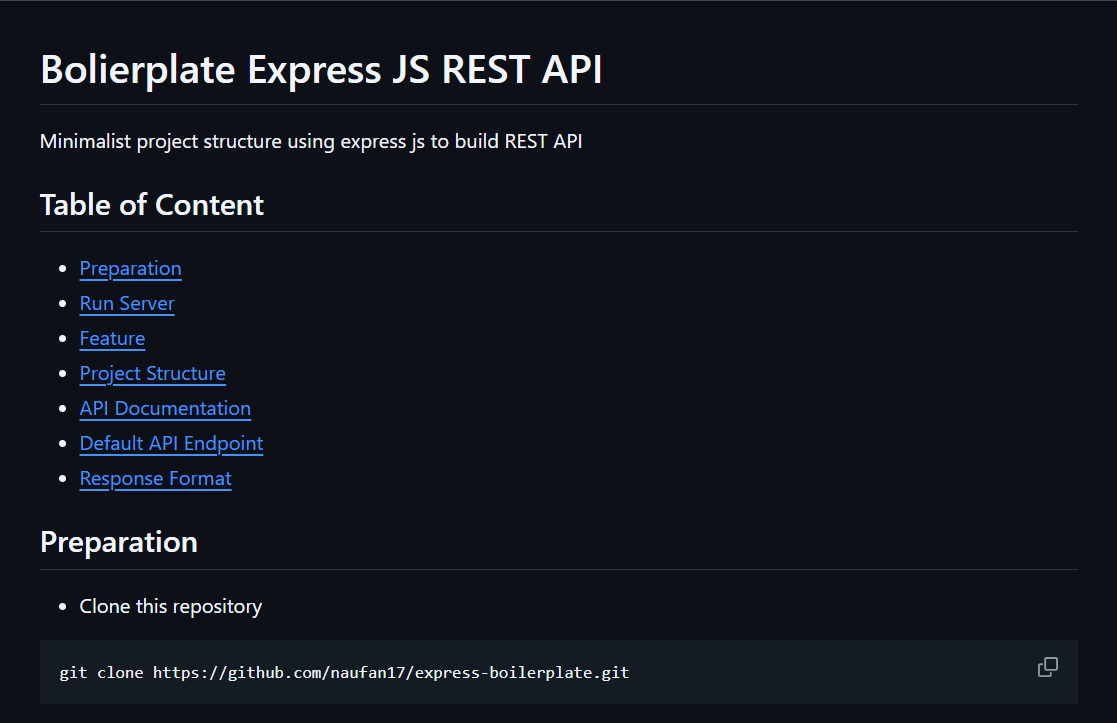 Bolierplate Express JS REST API
Minimalist project structure using express js to build REST API
Table of Content
Preparation
Run Server
Feature
Project Structure
API Documentation
Default API Endpoint
Response Format
Preparation
Clone this repository
git clone https://github.com/naufan17/express-boilerplate.git